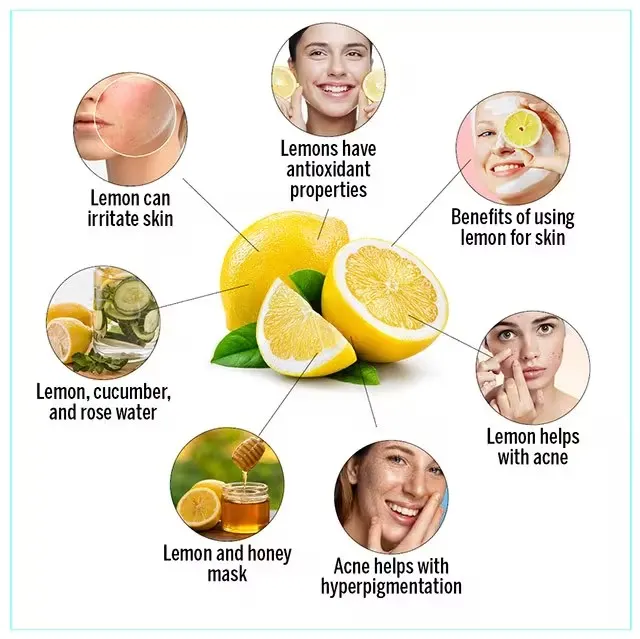 Lemons have
antioxidant
properties
Lemon can
irritate skin
Benefits of using
lemon for skin
Lemon, cucumber,
and rose water
Lemon helps
with acne
Lemon and honey
mask
Acne helps with
hyperpigmentation